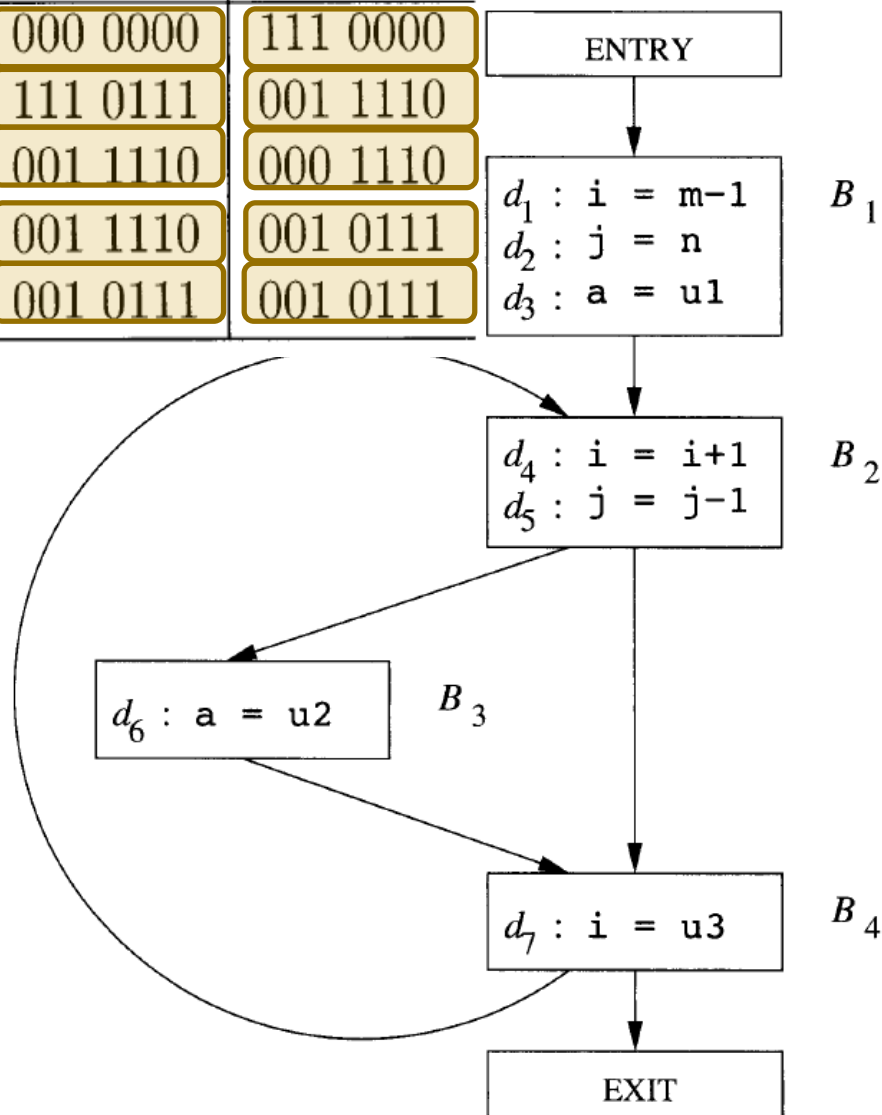 000 0000 111 0000
111 0111 001 1110
001 1110 000 1110
001 1110 001 0111
001 0111 001 0111
ENTRY
d1 : i = m-1
d2 : j = n
d3 : a = u1
B1
d4 : i = i+1
d5 : j = j-1
B2
d6 : a = u2
B3
d7 : i = u3
B4
EXIT